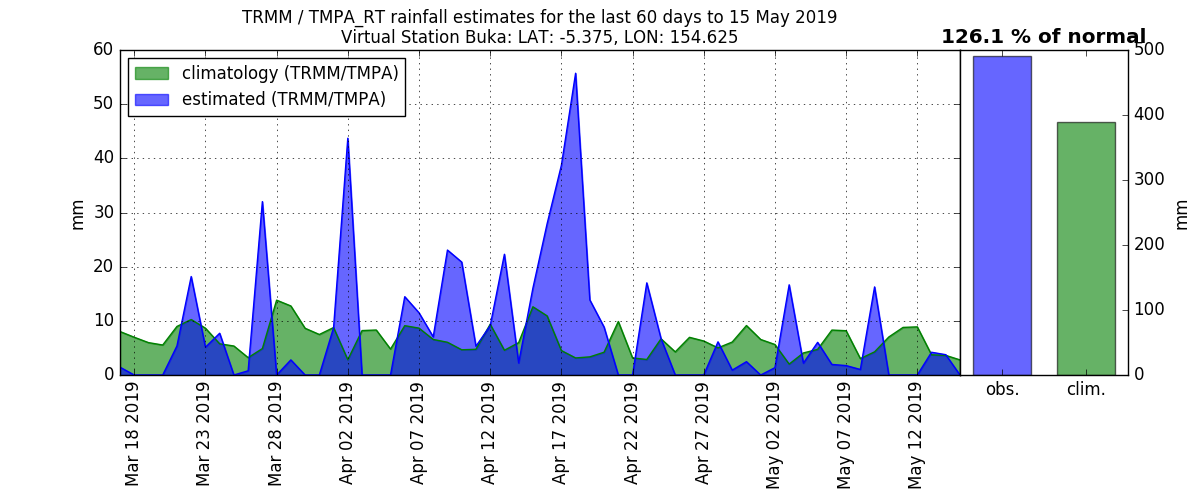 TRMM / TMPA_RT rainfall estimates for the last 60 days to 15 May 2019
Virtual Station Buka: LAT: -5.375, LON: 154.625
126.1 % of normal
climatology (TRMM/TMPA)
estimated (TRMM/TMPA)
mm
60
50
40
30
20
10
0
Mar 18 2019
Mar 23 2019
Mar 28 2019
Apr 02 2019
Apr 07 2019
Apr 12 2019
Apr 17 2019
Apr 22 2019
Apr 27 2019
May 02 2019
May 07 2019
May 12 2019
obs.
clim.
500
400
300
200
100
0
mm